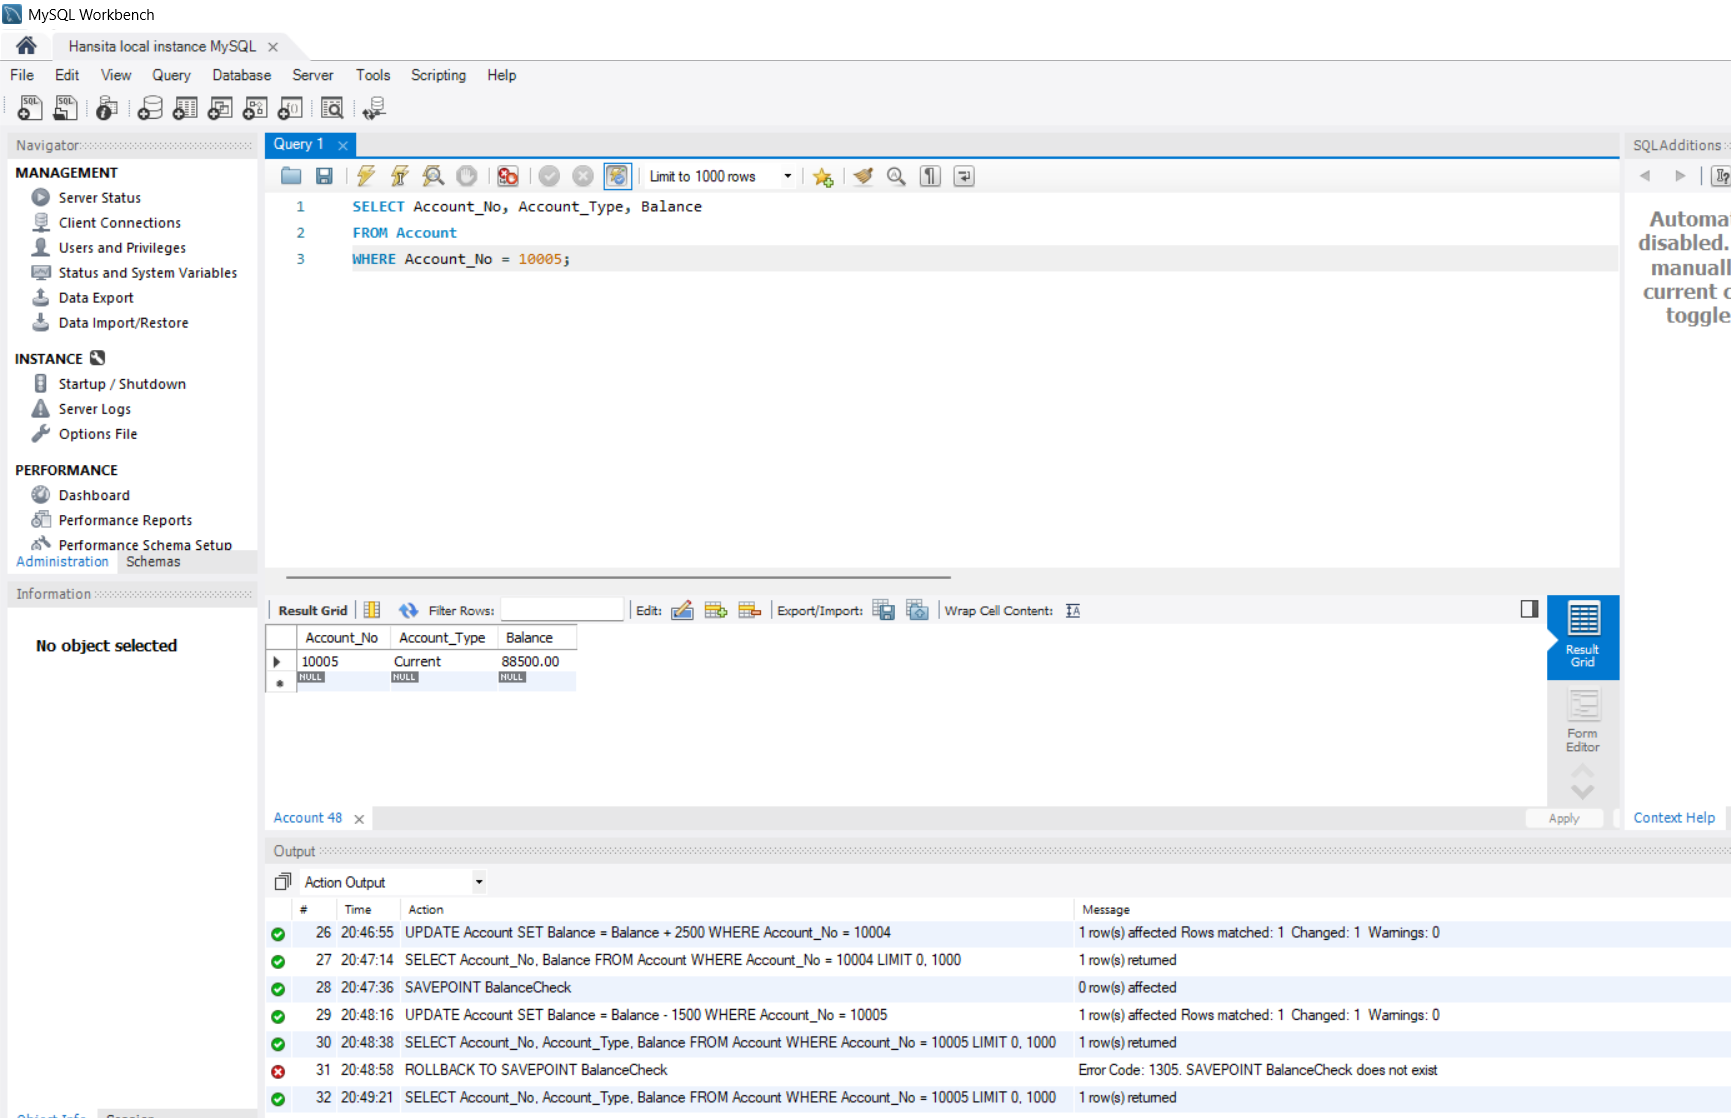 MySQL Workbench
Hansita local instance MySQL
File Edit View Query Database Server Tools Scripting Help
Navigator
MANAGEMENT
Server Status
Client Connections
Users and Privileges
Status and System Variables
Data Export
Data Import/Restore
INSTANCE
Startup / Shutdown
Server Logs
Options File
PERFORMANCE
Dashboard
Performance Reports
Performance Schema Setup
Administration Schemas
Information
No object selected
Query 1
Limit to 1000 rows
1 SELECT Account_No, Account_Type, Balance
2 FROM Account
3 WHERE Account_No = 10005;
SQLAdditions
disabled.
current
toggle
Result Grid Filter Rows: Edit: Export/Import: Wrap Cell Content:
Account_No Account_Type Balance
10005 Current 88500.00
NULL NULL NULL
Result
Grid
Form
Editor
Account 48
Apply
Context Help
Output
Action Output
# Time Action Message
26 20:46:55 UPDATE Account SET Balance = Balance + 2500 WHERE Account_No = 10004 1 row(s) affected Rows matched: 1 Changed: 1 Warnings: 0
27 20:47:14 SELECT Account_No, Balance FROM Account WHERE Account_No = 10004 LIMIT 0, 1000 1 row(s) returned
28 20:47:36 SAVEPOINT BalanceCheck 0 row(s) affected
29 20:48:16 UPDATE Account SET Balance = Balance - 1500 WHERE Account_No = 10005 1 row(s) affected Rows matched: 1 Changed: 1 Warnings: 0
30 20:48:38 SELECT Account_No, Account_Type, Balance FROM Account WHERE Account_No = 10005 LIMIT 0, 1000 1 row(s) returned
31 20:48:58 ROLLBACK TO SAVEPOINT BalanceCheck Error Code: 1305. SAVEPOINT BalanceCheck does not exist
32 20:49:21 SELECT Account_No, Account_Type, Balance FROM Account WHERE Account_No = 10005 LIMIT 0, 1000 1 row(s) returned